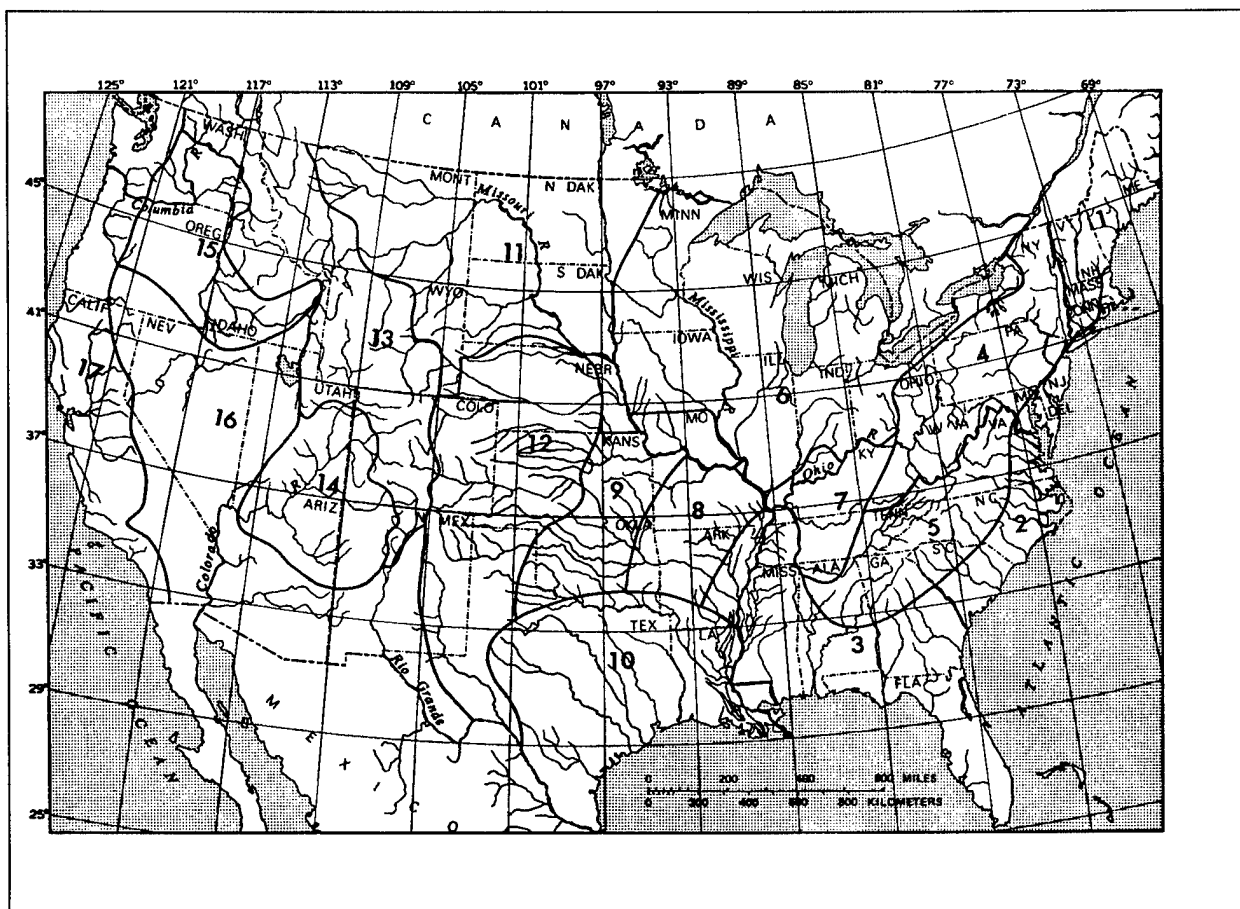 125° 121° 117° 113° 109° 105° 101° 97° 93° 89° 85° 81° 77° 73° 69°
C A N A D A
WASH
MONT
Missouri R
N DAK
MINN
ME
45°
Columbia R
OREG
15
11
S DAK
WIS
MICH
NY
VT
1
NH
MASS
CONN
CALIF
NEV
IDAHO
WYO
Mississippi
IOWA
PA
41°
17
13
NEBR
ILL
IND
OHIO
4
NJ
MD
DEL
UTAH
COLO
MO
6
W VA
VA
16
12
KANS
Ohio R
KY
37°
14
R
ARIZ
9
8
7
TENN
NC
2
MEX
OKLA
ARK
5
SC
Colorado
MISS
ALA
GA
33°
TEX
LA
3
10
FLA
Rio Grande
29°
M E X I C O
25°
PACIFIC OCEAN
ATLANTIC OCEAN
0 200 400 600 MILES
0 200 400 600 800 KILOMETERS